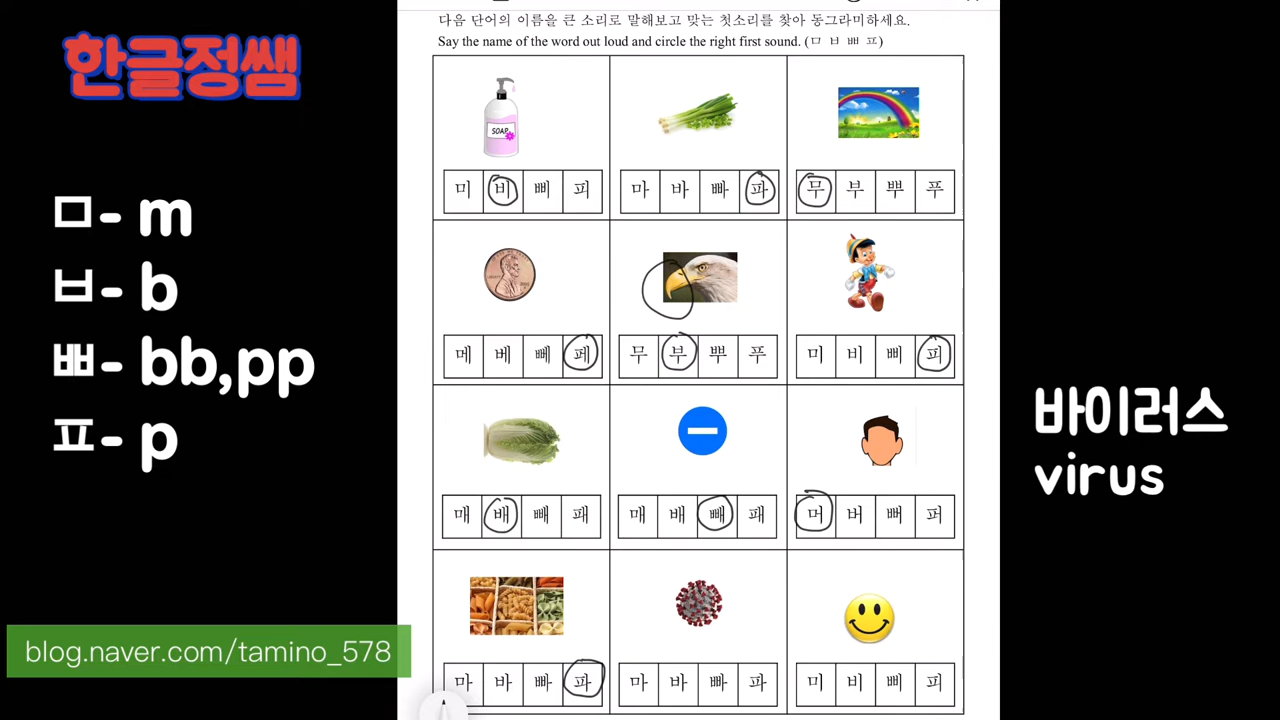 한글정쌤
ㅁ- m
ㅂ- b
ㅃ- bb,pp
ㅍ- p
blog.naver.com/tamino_578
다음 단어의 이름을 큰 소리로 말해보고 맞는 첫소리를 찾아 동그라미하세요.
Say the name of the word out loud and circle the right first sound. (ㅁ ㅂ ㅃ ㅍ)
SOAP
미 비 삐 피
마 바 빠 파
무 부 뿌 푸
메 베 뻬 페
무 부 뿌 푸
미 비 삐 피
매 배 빼 패
매 배 빼 패
머 버 뻐 퍼
마 바 빠 파
마 바 빠 파
미 비 삐 피
바이러스
virus